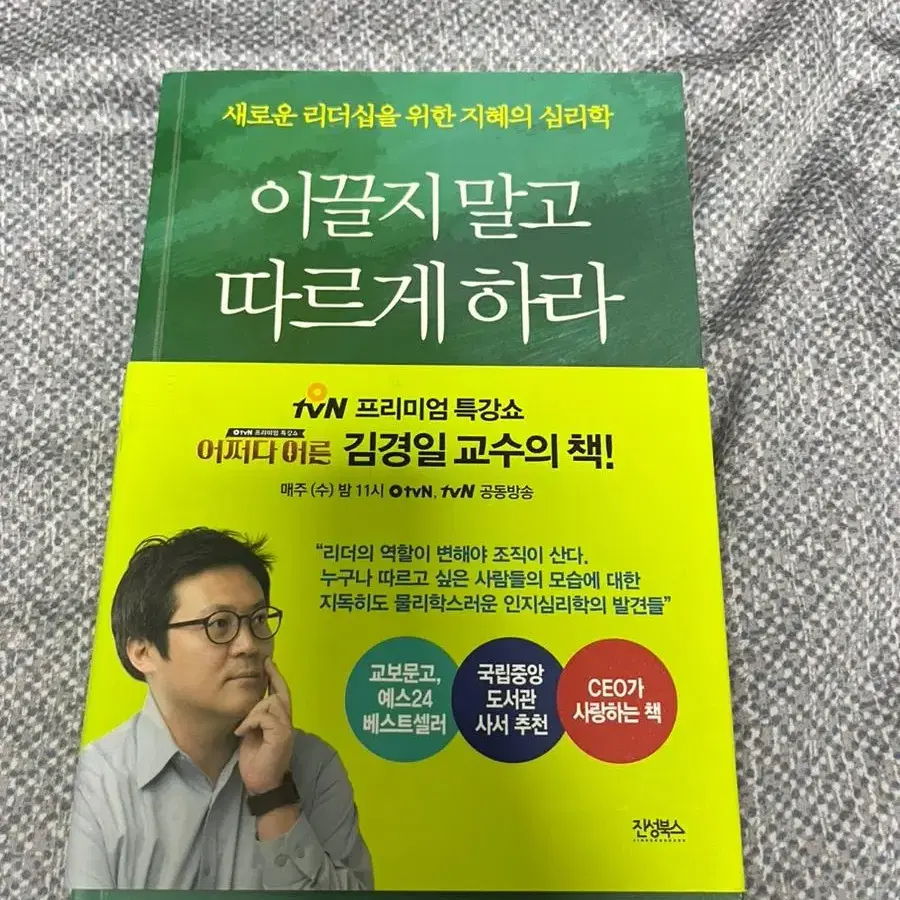 새로운 리더십을 위한 지혜의 심리학
이끌지 말고
따르게 하라
tvN 프리미엄 특강쇼
OtvN 프리미엄 특강쇼
어쩌다 어른 김경일 교수의 책!
매주 (수) 밤 11시 OtvN, tvN 공동방송
“리더의 역할이 변해야 조직이 산다.
누구나 따르고 싶은 사람들의 모습에 대한
지독히도 물리학스러운 인지심리학의 발견들”
교보문고,
예스24
베스트셀러
국립중앙
도서관
사서 추천
CEO가
사랑하는 책
진성북스